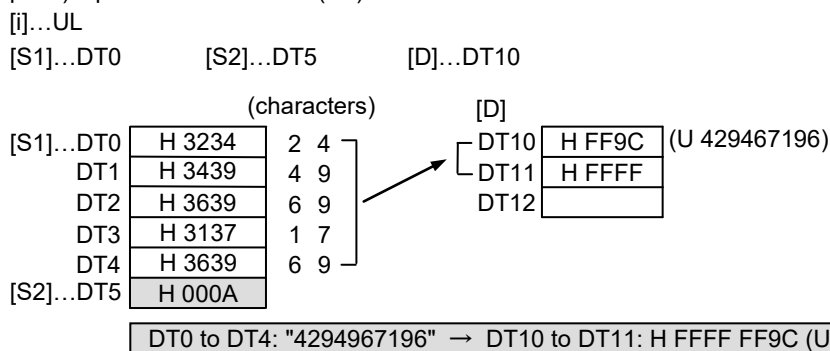 [i]…UL
[S1]…DT0 [S2]…DT5 [D]…DT10
(characters) [D]
[S1]…DT0 H 3234 2 4 DT10 H FF9C (U 429467196)
DT1 H 3439 4 9 DT11 H FFFF
DT2 H 3639 6 9 DT12
DT3 H 3137 1 7
DT4 H 3639 6 9
[S2]…DT5 H 000A
DT0 to DT4: "4294967196" → DT10 to DT11: H FFFF FF9C (U